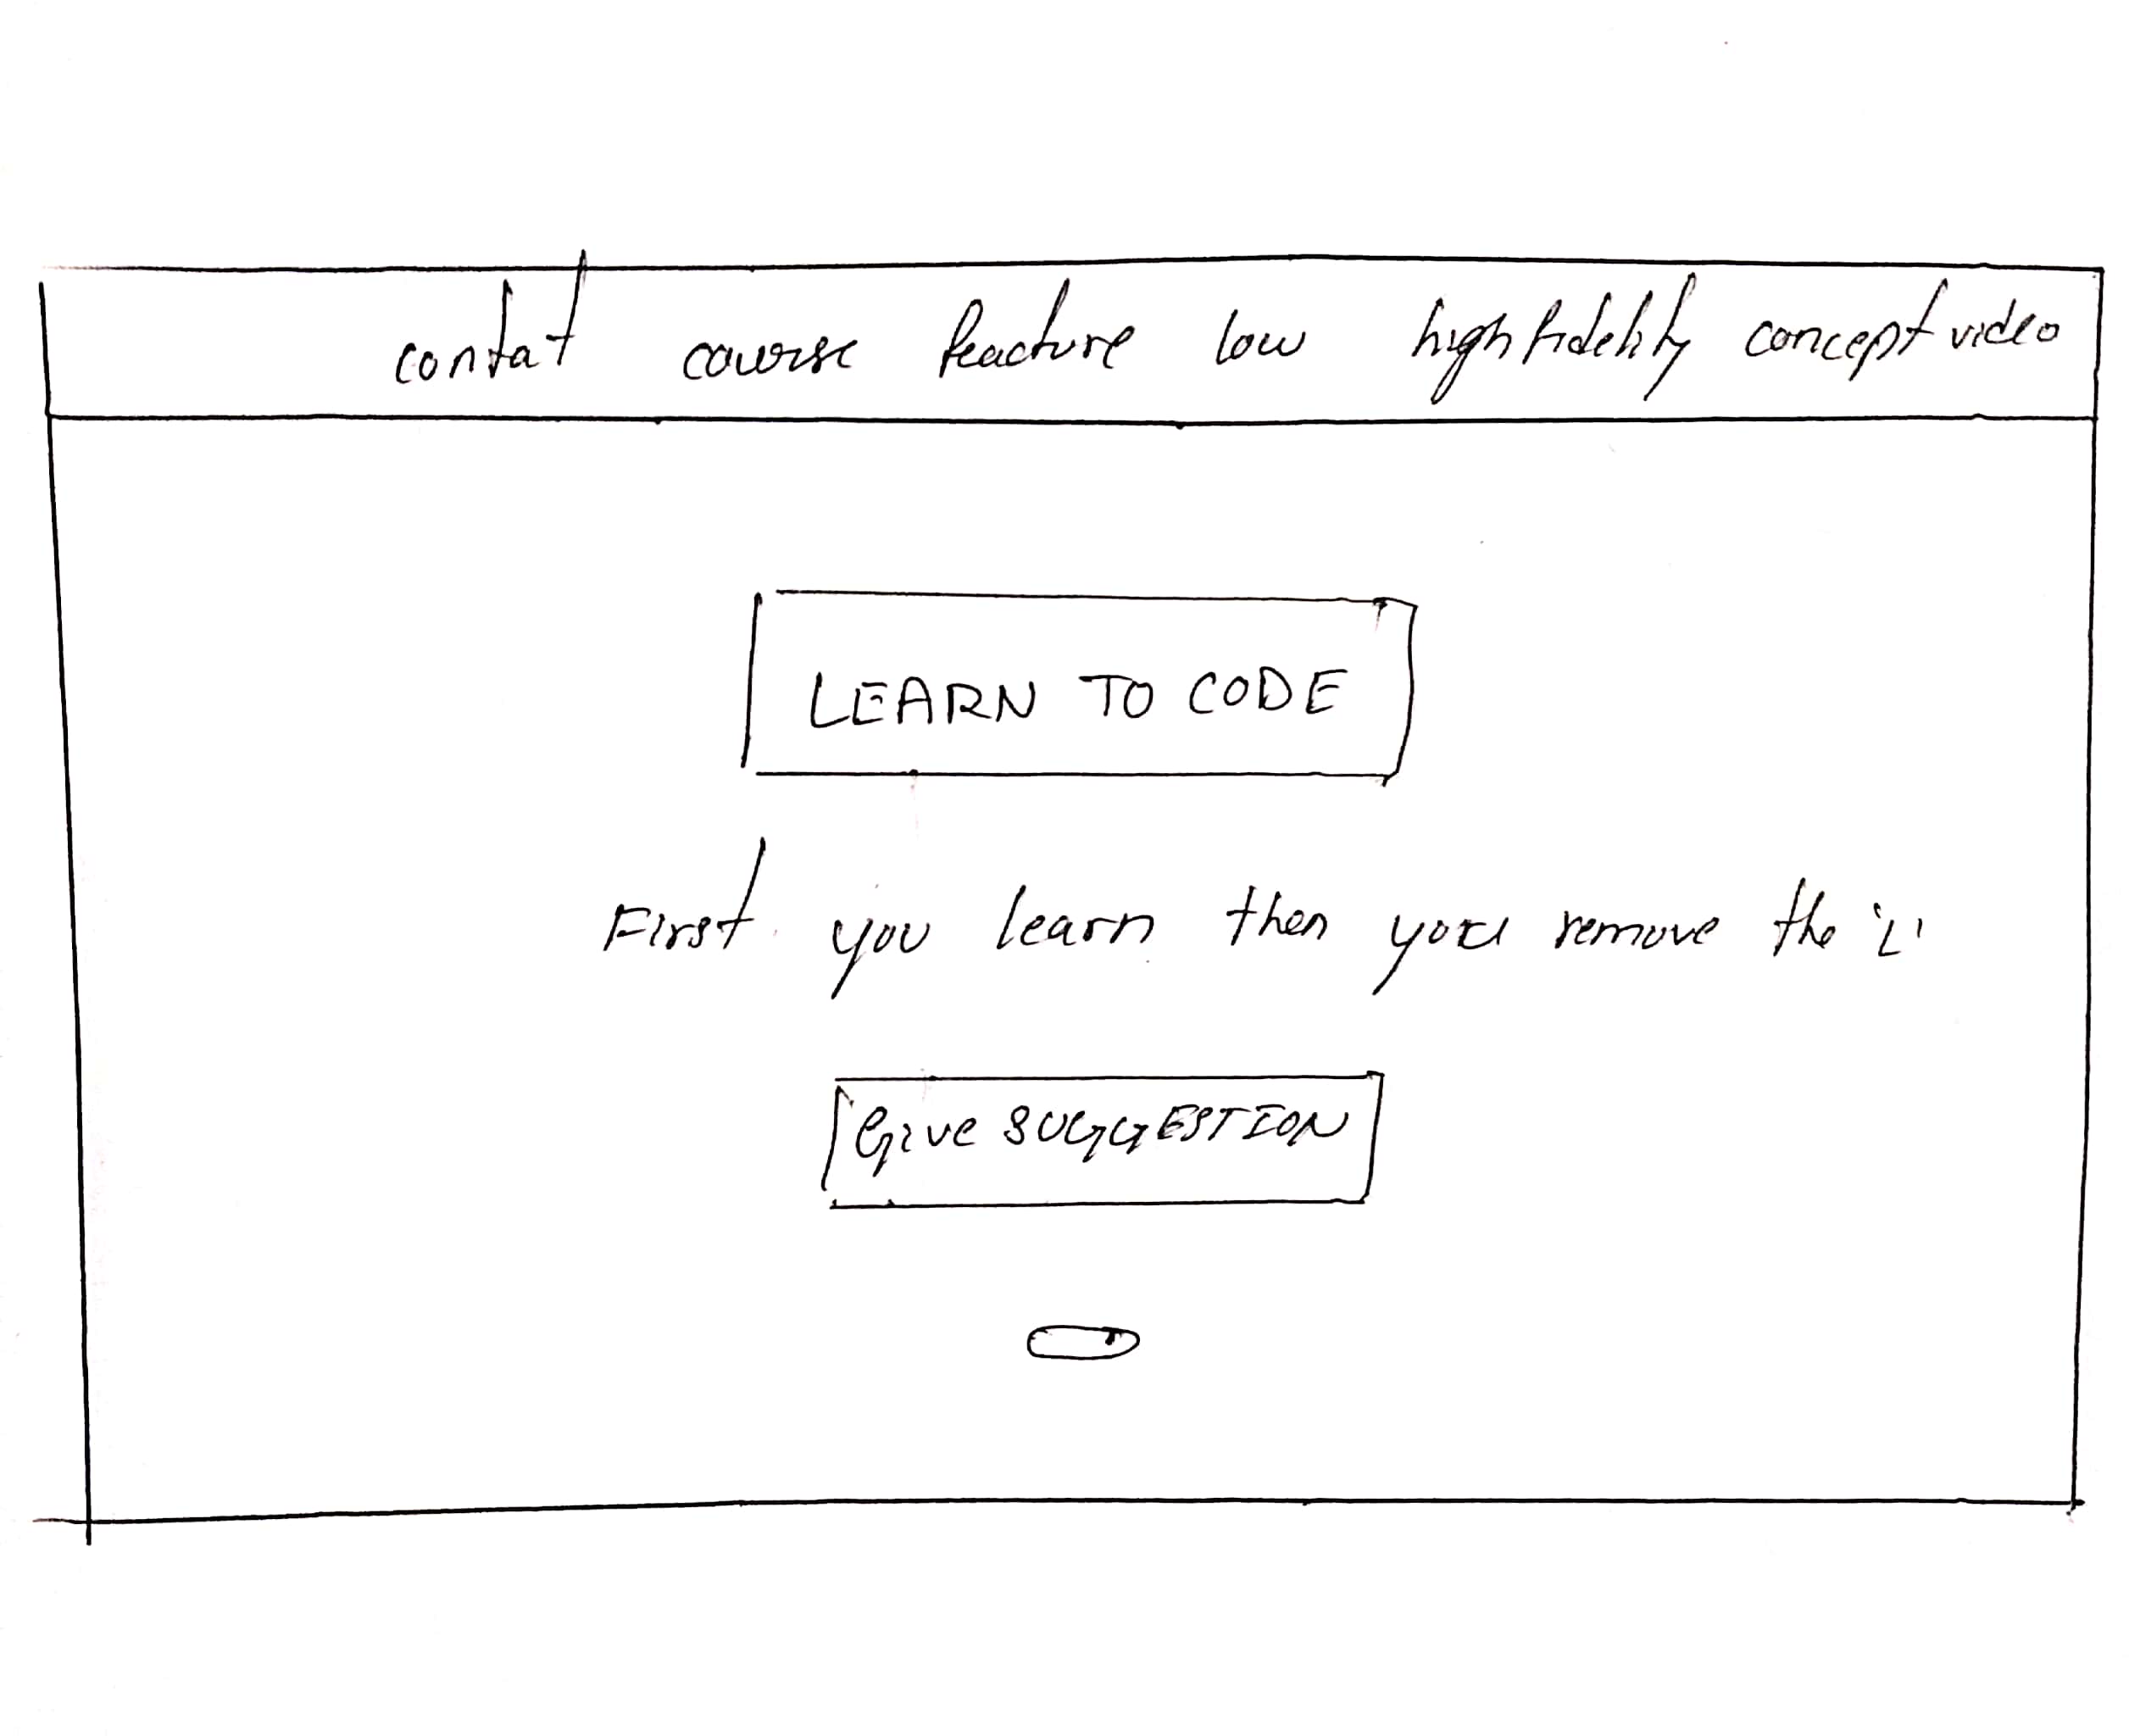 contat course feacture low high fidelity concept video
LEARN TO CODE
First you learn then you remove the 'L'
Give SUGGESTION